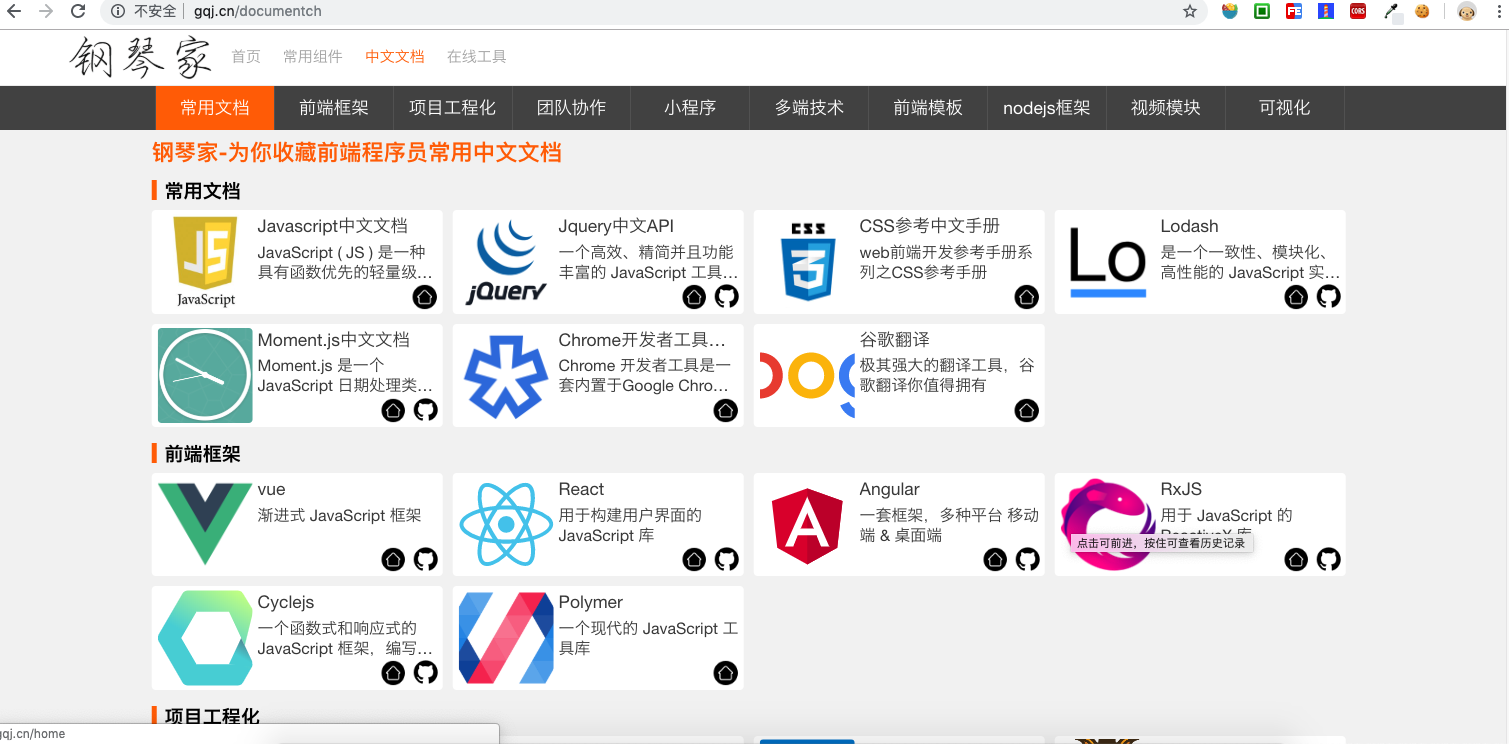 不安全 gqj.cn/documentch
CORS
FE
钢琴家 首页 常用组件 中文文档 在线工具
常用文档 前端框架 项目工程化 团队协作 小程序 多端技术 前端模板 nodejs框架 视频模块 可视化
钢琴家-为你收藏前端程序员常用中文文档
常用文档
JS
JavaScript
Javascript中文文档
JavaScript ( JS ) 是一种
具有函数优先的轻量级...
jQuery
Jquery中文API
一个高效、精简并且功能
丰富的 JavaScript 工具...
CSS
3
CSS参考中文手册
web前端开发参考手册系
列之CSS参考手册
Lo
Lodash
是一个一致性、模块化、
高性能的 JavaScript 实...
Moment.js中文文档
Moment.js 是一个
JavaScript 日期处理类...
Chrome开发者工具...
Chrome 开发者工具是一
套内置于Google Chro...
谷歌翻译
极其强大的翻译工具，谷
歌翻译你值得拥有
前端框架
vue
渐进式 JavaScript 框架
React
用于构建用户界面的
JavaScript 库
A
Angular
一套框架，多种平台 移动
端 & 桌面端
RxJS
用于 JavaScript 的
点击可前进，按住可查看历史记录
Cyclejs
一个函数式和响应式的
JavaScript 框架，编写...
Polymer
一个现代的 JavaScript 工
具库
项目工程化
gqj.cn/home